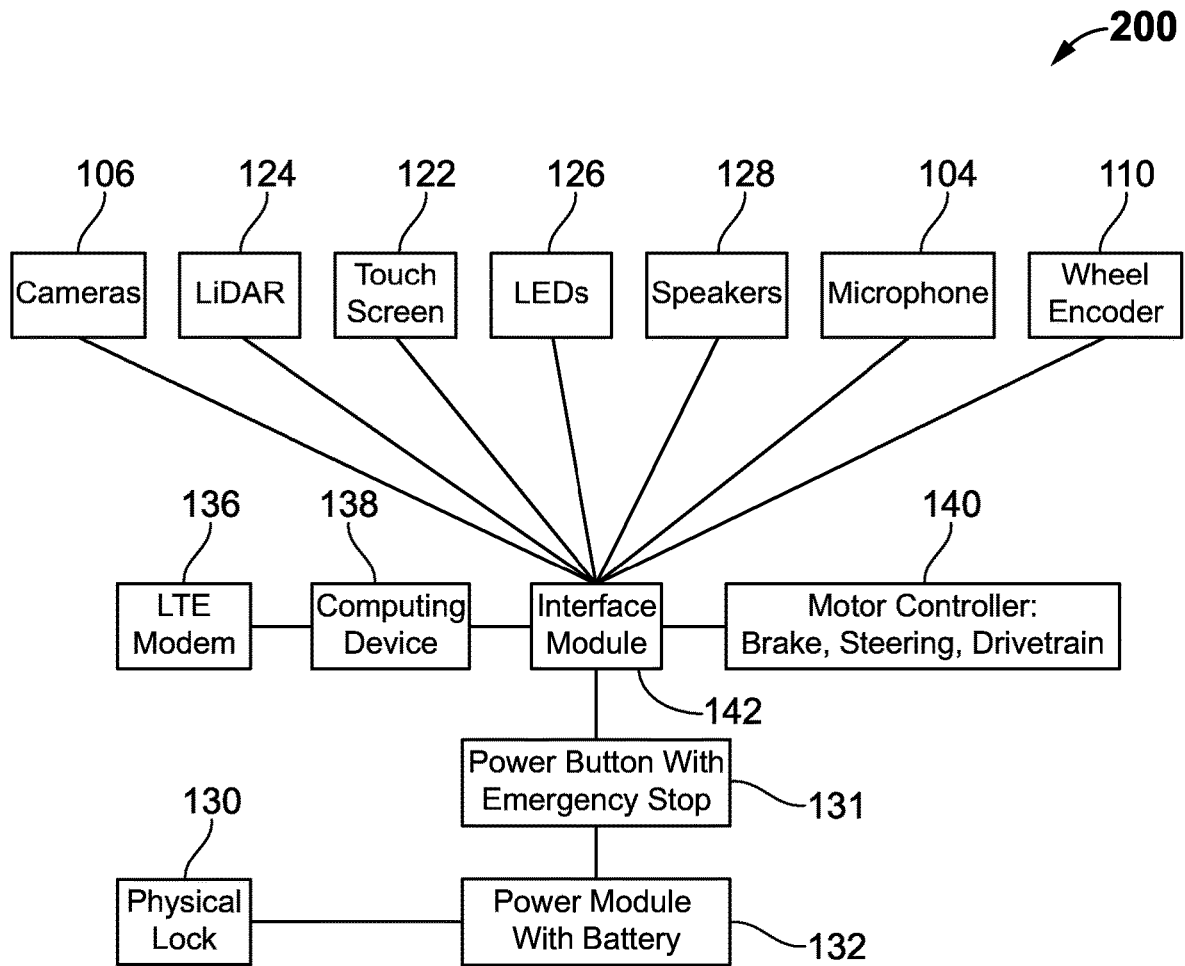 200
106
124
122
126
128
104
110
Cameras
LiDAR
Touch
Screen
LEDs
Speakers
Microphone
Wheel
Encoder
136
138
140
LTE
Modem
Computing
Device
Interface
Module
Motor Controller:
Brake, Steering, Drivetrain
142
Power Button With
Emergency Stop
131
130
Physical
Lock
Power Module
With Battery
132